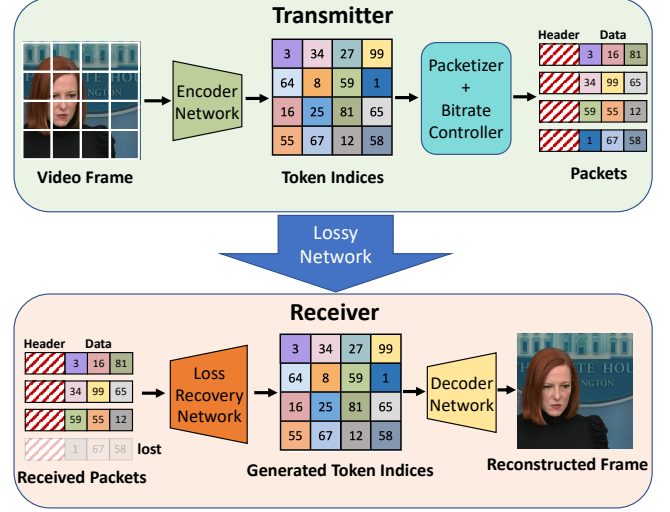 Transmitter
Header Data
3 34 27 99
64 8 59 1
16 25 81 65
55 67 12 58
Encoder
Network
Packetizer
+
Bitrate
Controller
3 16 81
34 99 65
59 55 12
1 67 58
Video Frame
Token Indices
Packets
Lossy
Network
Receiver
Header Data
3 16 81
34 99 65
59 55 12
1 67 58 lost
Loss
Recovery
Network
3 34 27 99
64 8 59 1
16 25 81 65
55 67 12 58
Decoder
Network
Received Packets
Generated Token Indices
Reconstructed Frame